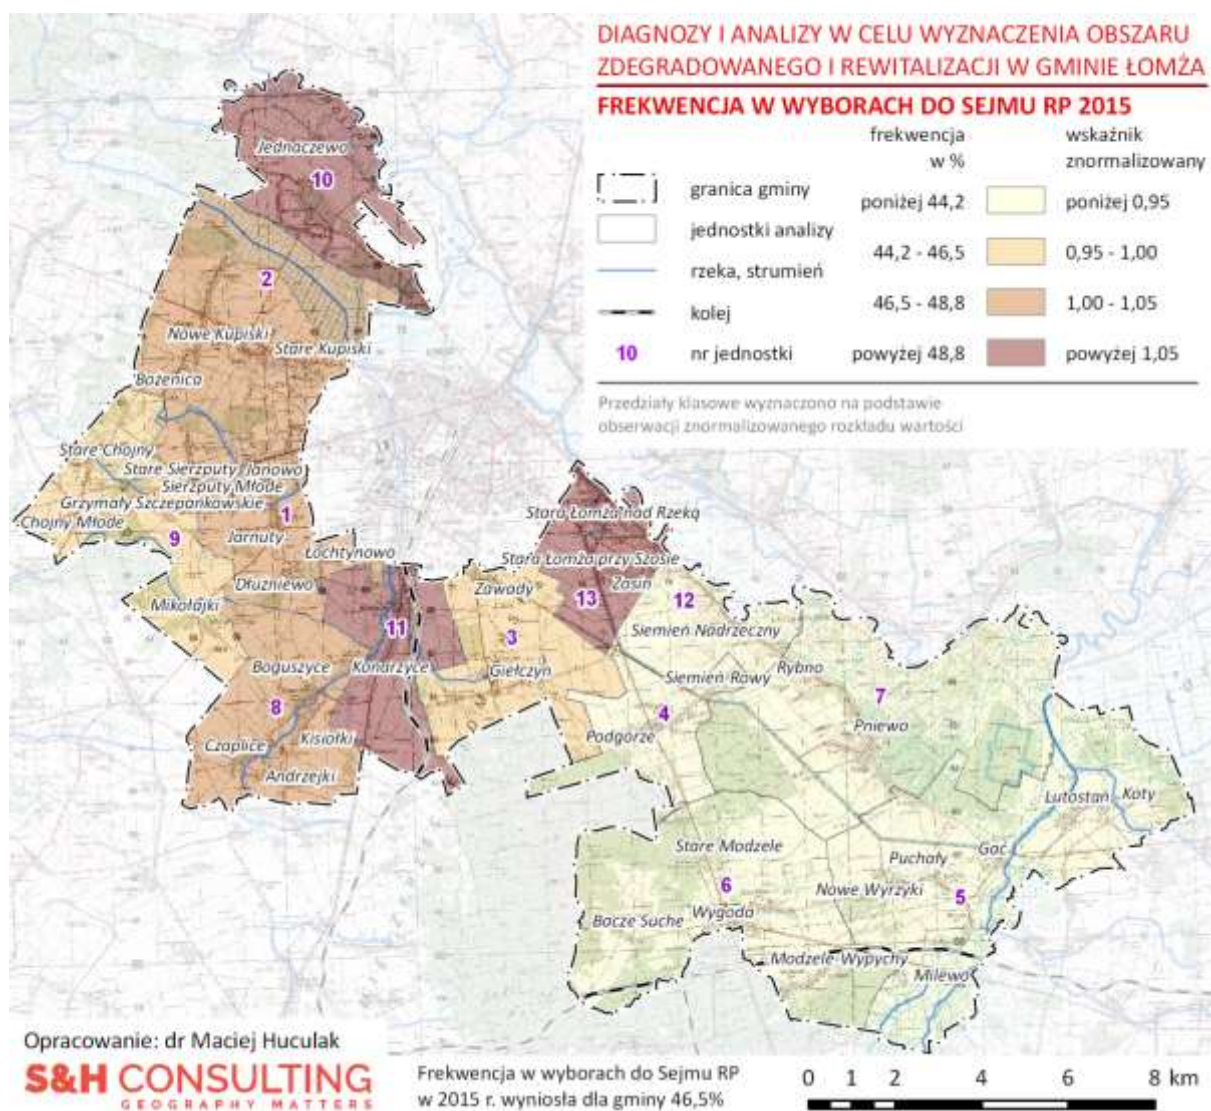 DIAGNOZY I ANALIZY W CELU WYZNACZENIA OBSZARU
ZDEGRADOWANEGO I REWITALIZACJI W GMINIE ŁOMŻA
FREKWENCJA W WYBORACH DO SEJMU RP 2015
frekwencja
w %
wskaźnik
znormalizowany
granica gminy
jednostki analizy
rzeka, strumień
kolej
10 nr jednostki
poniżej 44,2 poniżej 0,95
44,2 - 46,5 0,95 - 1,00
46,5 - 48,8 1,00 - 1,05
powyżej 48,8 powyżej 1,05
Przedziały klasowe wyznaczono na podstawie
obserwacji znormalizowanego rozkładu wartości
Jednaczewo
10
2
Nowe Kupiski
Stare Kupiski
Bożenica
Stare Chojny
Stare Sierzputy
Janowo
Sierzputy Młode
Grzymały Szczepankowskie
1
Chojny Młode
9
Jarnuty
Łochtynowo
Dłużniewo
Mikołajki
11
Boguszyce
Konarzyce
8
Czaplice
Kisiołki
Andrzejki
Zawady
3
Giełczyn
Stara Łomża nad Rzeką
Stara Łomża przy Szosie
Zosin
13
12
Siemień Nadrzeczny
Siemień-Rowy
Rybno
7
4
Podgórze
Pniewo
Lutostań
Koty
Stare Modzele
Puchały
Gać
6
Nowe Wyrzyki
5
Bacze Suche
Wygoda
Modzele-Wypychy
Milewo
Opracowanie: dr Maciej Huculak
S&H CONSULTING
GEOGRAPHY MATTERS
Frekwencja w wyborach do Sejmu RP
w 2015 r. wyniosła dla gminy 46,5%
0 1 2 4 6 8 km